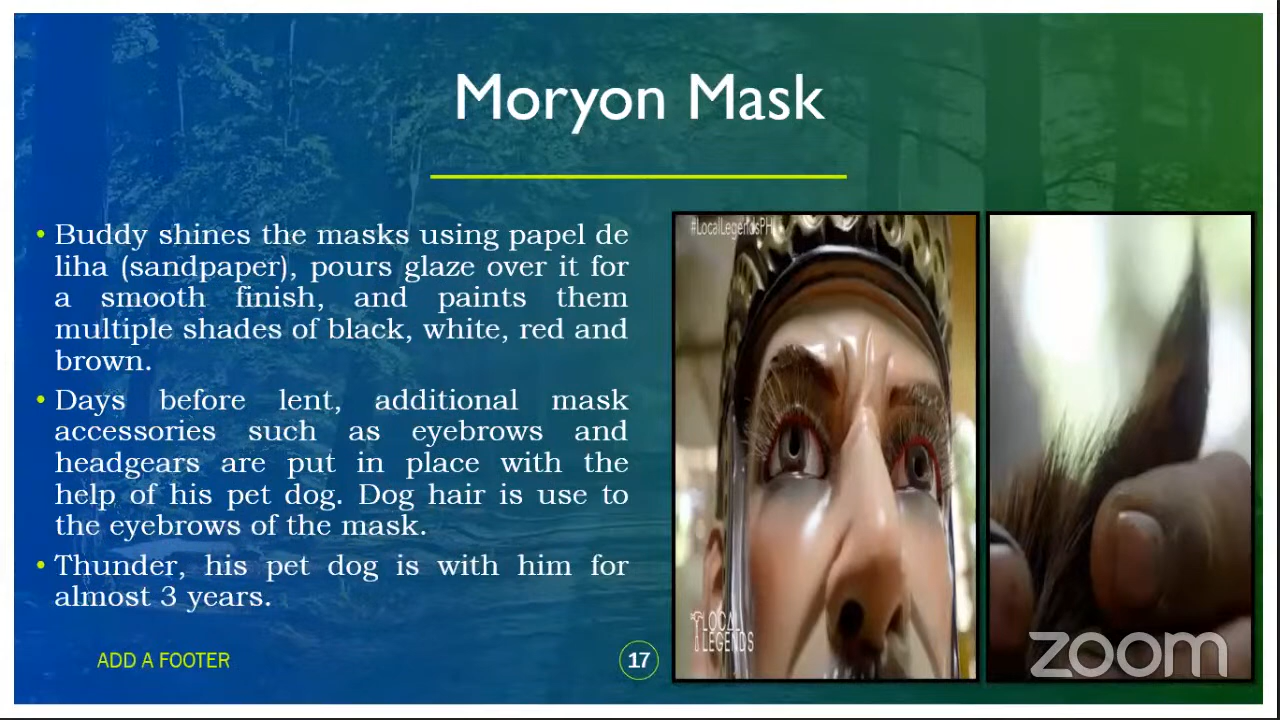 Moryon Mask
• Buddy shines the masks using papel de
liha (sandpaper), pours glaze over it for
a smooth finish, and paints them
multiple shades of black, white, red and
brown.
• Days before lent, additional mask
accessories such as eyebrows and
headgears are put in place with the
help of his pet dog. Dog hair is use to
the eyebrows of the mask.
• Thunder, his pet dog is with him for
almost 3 years.
#LocalLegendsPH
LOCAL
LEGENDS
ADD A FOOTER
17
zoom